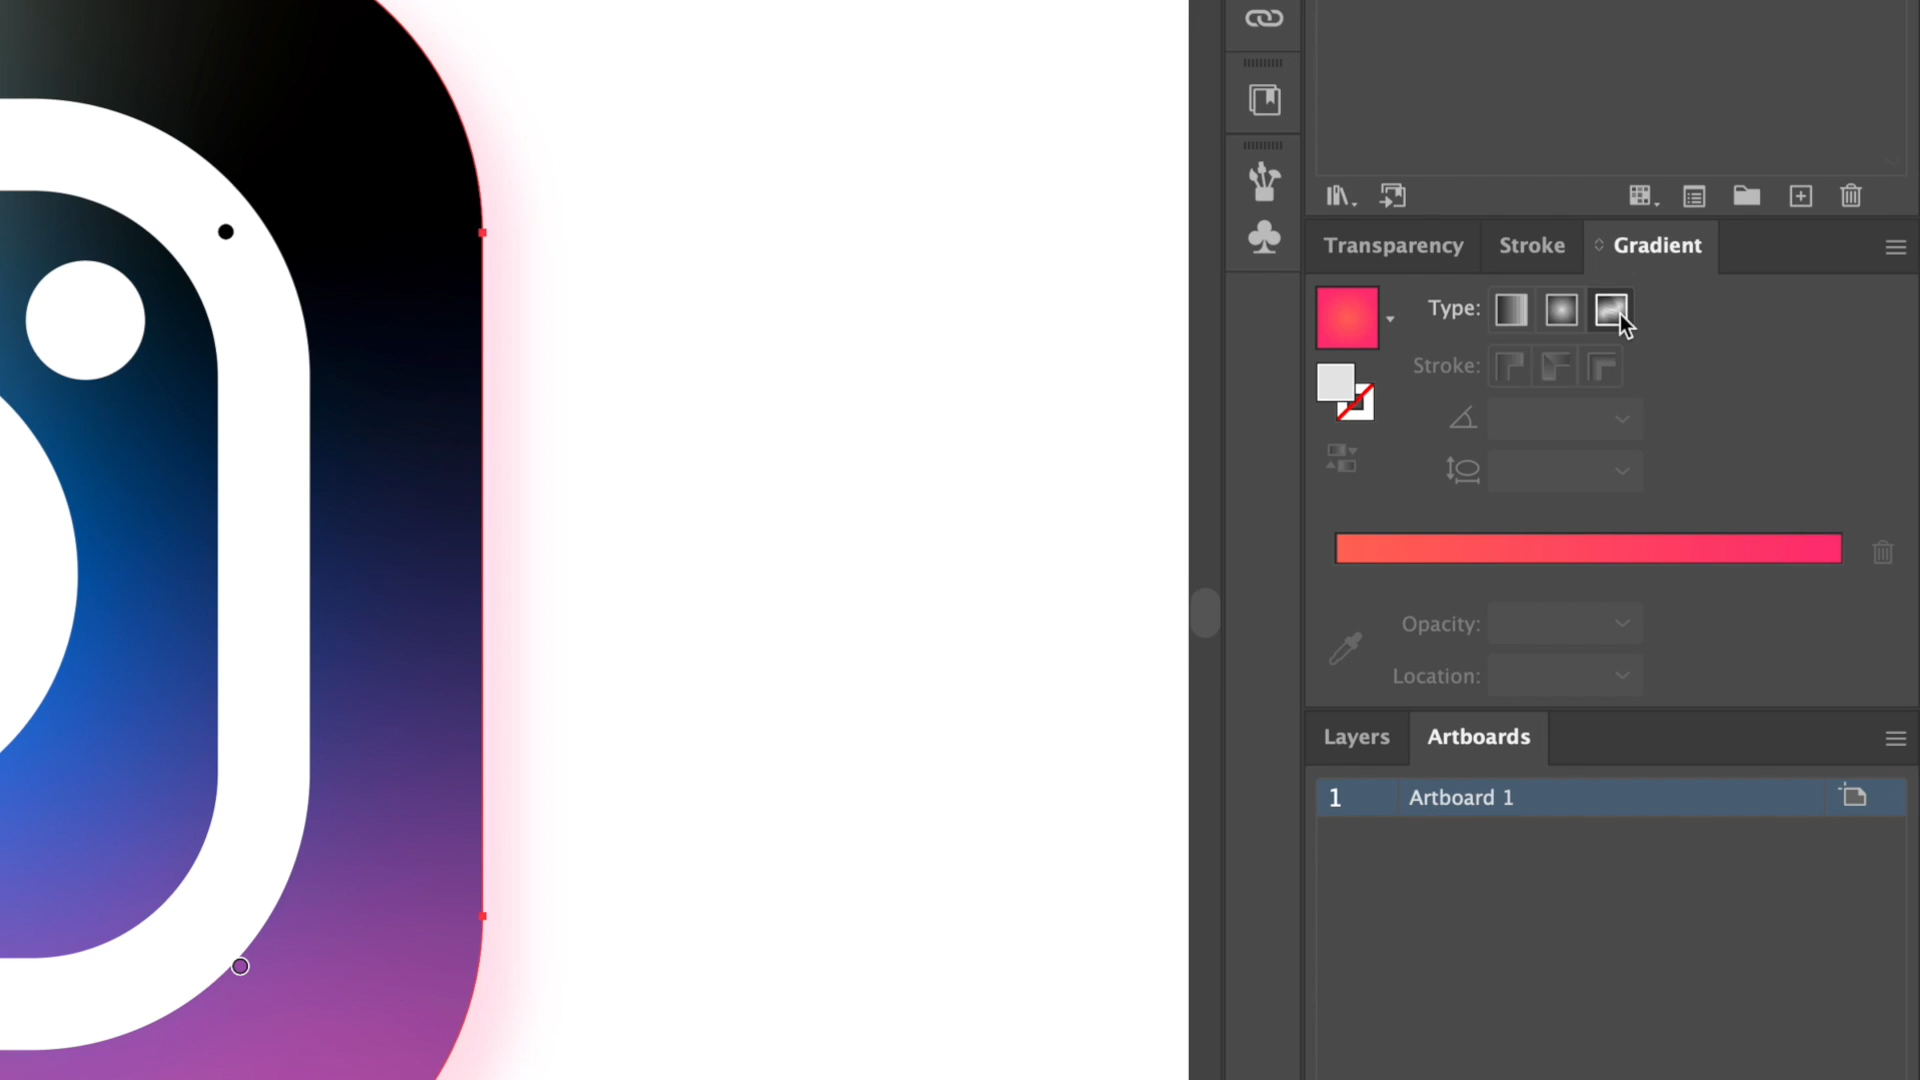 Transparency Stroke Gradient
Type:
Stroke:
Opacity:
Location:
Layers Artboards
1 Artboard 1